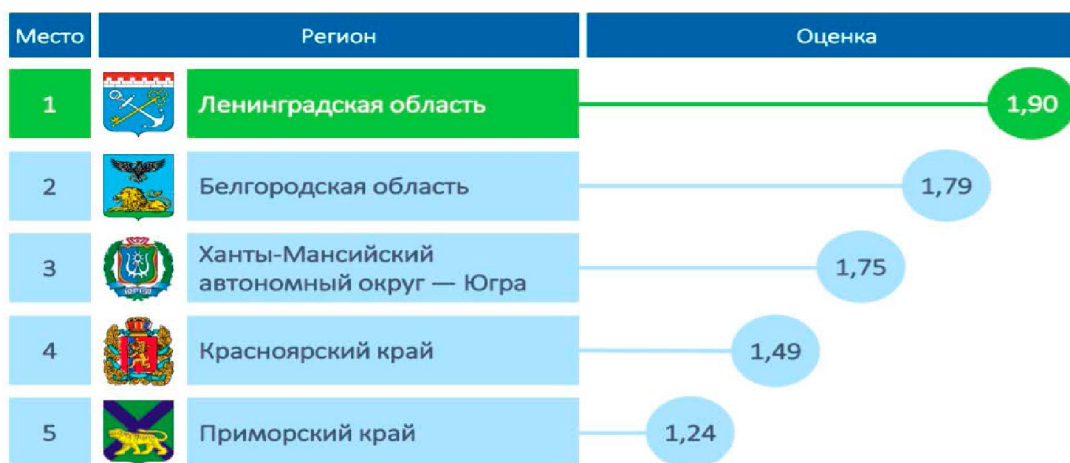 Место Регион Оценка
1 Ленинградская область 1,90
2 Белгородская область 1,79
3 Ханты-Мансийский
автономный округ — Югра 1,75
4 Красноярский край 1,49
5 Приморский край 1,24